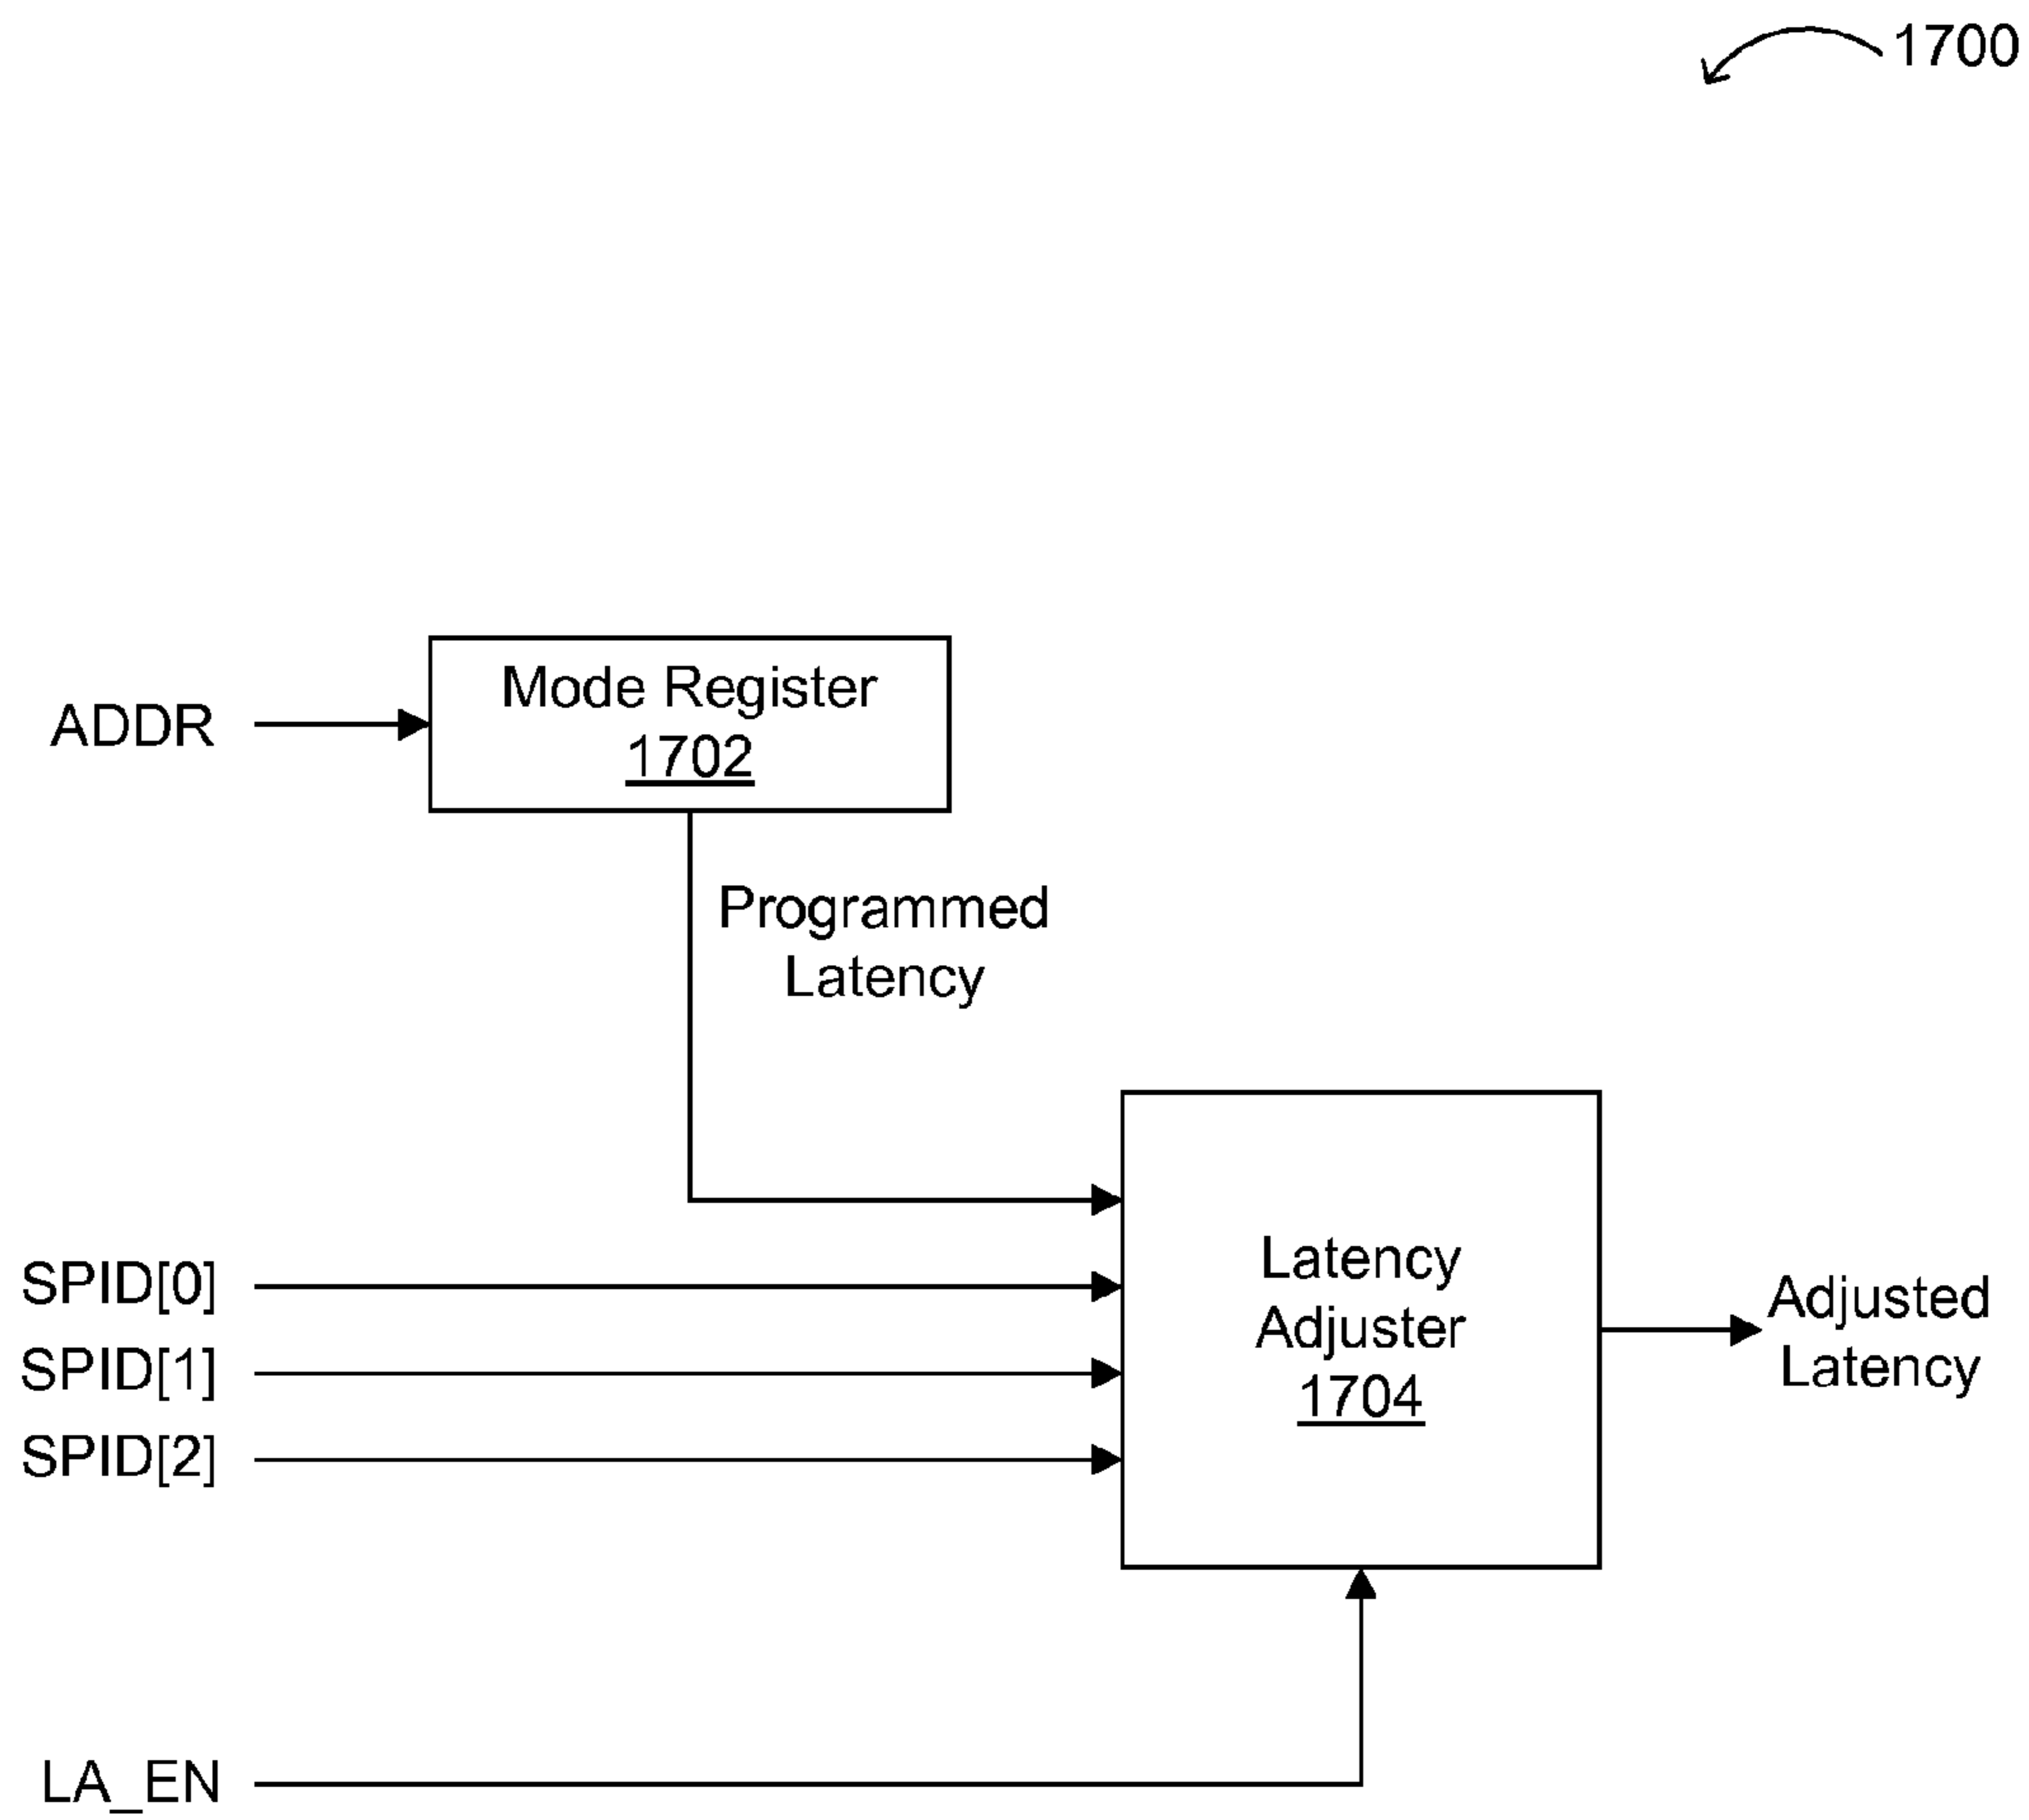 1700
ADDR
Mode Register
1702
Programmed
Latency
SPID[0]
SPID[1]
SPID[2]
Latency
Adjuster
1704
Adjusted
Latency
LA_EN